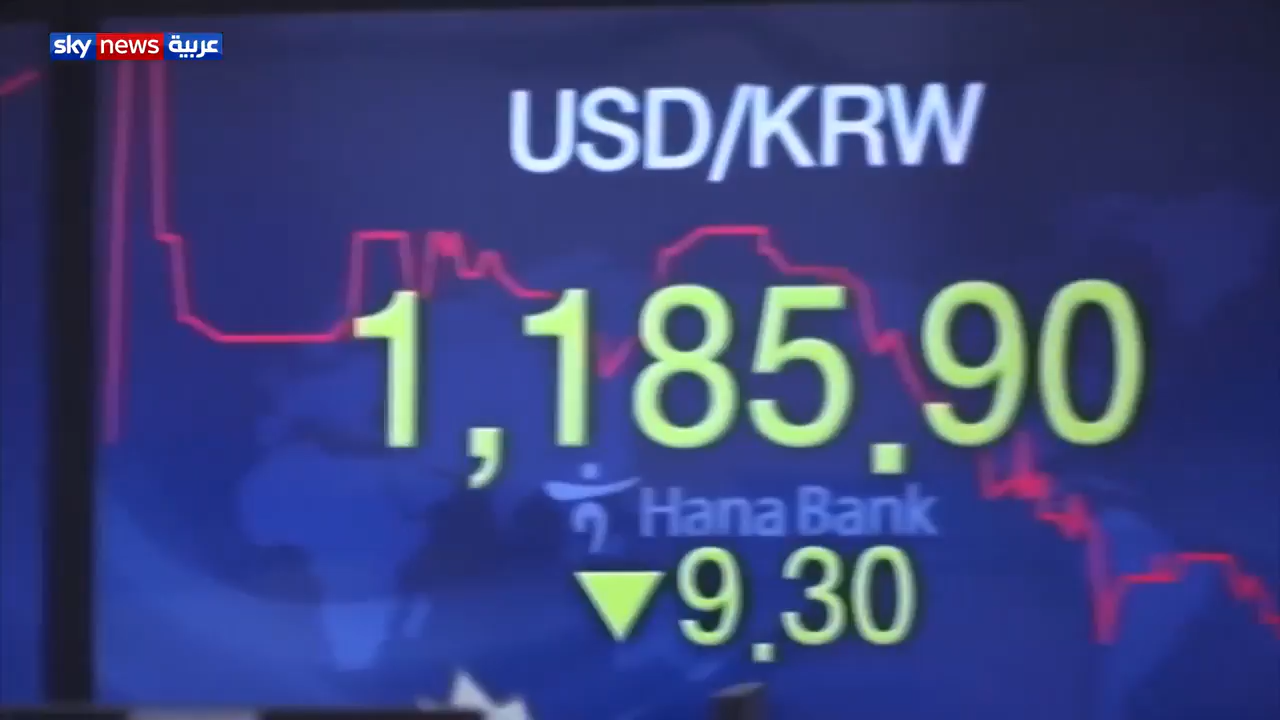 sky news عربية
USD/KRW
1,185.90
Hana Bank
▼9.30